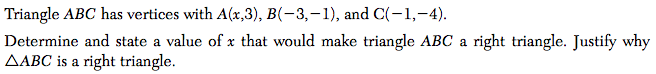 Triangle ABC has vertices with A(x,3), B(−3,−1), and C(−1,−4).
Determine and state a value of x that would make triangle ABC a right triangle. Justify why
△ABC is a right triangle.